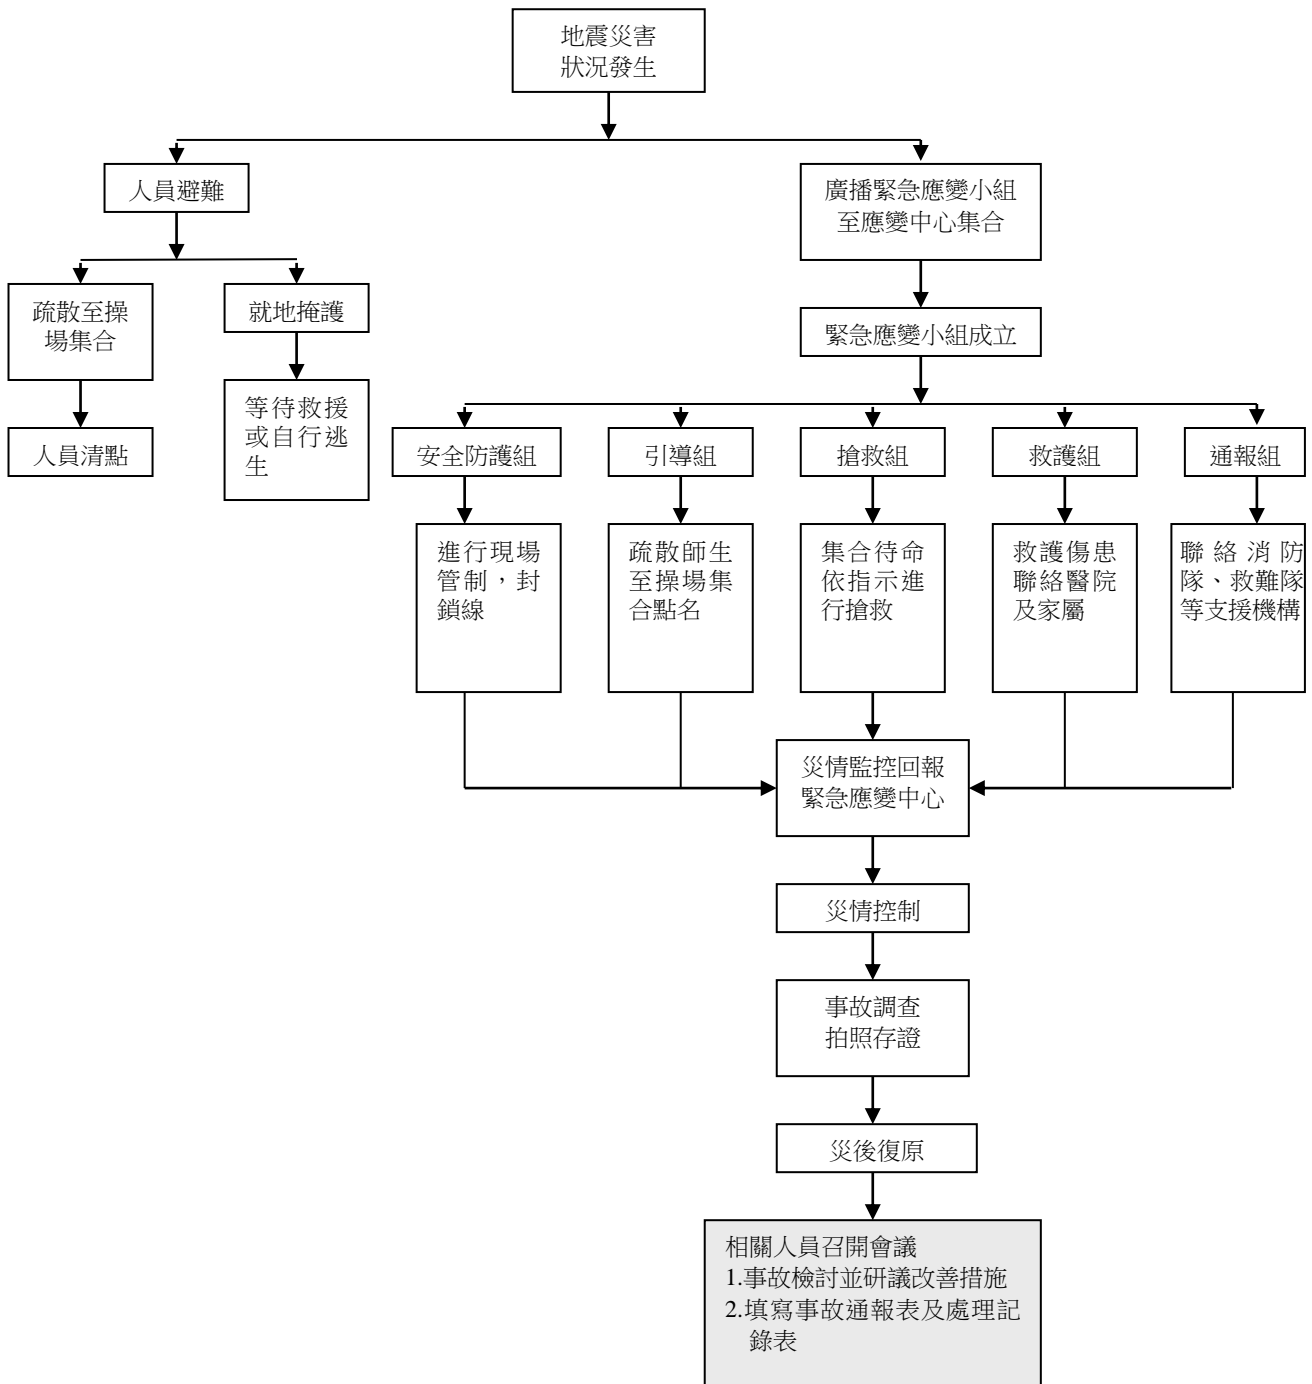 地震災害
狀況發生
人員避難
廣播緊急應變小組
至應變中心集合
疏散至操
場集合
就地掩護
緊急應變小組成立
等待救援
或自行逃
生
人員清點
安全防護組
引導組
搶救組
救護組
通報組
進行現場
管制，封
鎖線
疏散師生
至操場集
合點名
集合待命
依指示進
行搶救
救護傷患
聯絡醫院
及家屬
聯絡消防
隊、救難隊
等支援機構
災情監控回報
緊急應變中心
災情控制
事故調查
拍照存證
災後復原
相關人員召開會議
1.事故檢討並研議改善措施
2.填寫事故通報表及處理記
錄表